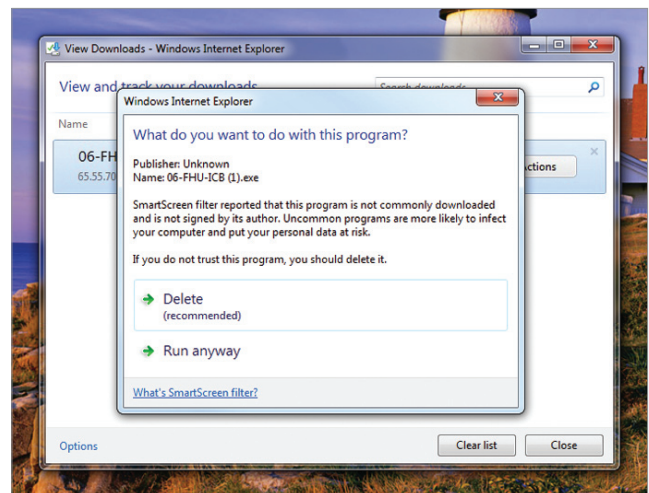 View Downloads - Windows Internet Explorer
View and track your downloads
Search downloads
Name
06-FH
65.55.70
Actions
Windows Internet Explorer
What do you want to do with this program?
Publisher: Unknown
Name: 06-FHU-ICB (1).exe
SmartScreen filter reported that this program is not commonly downloaded
and is not signed by its author. Uncommon programs are more likely to infect
your computer and put your personal data at risk.
If you do not trust this program, you should delete it.
Delete
(recommended)
Run anyway
What's SmartScreen filter?
Options
Clear list
Close